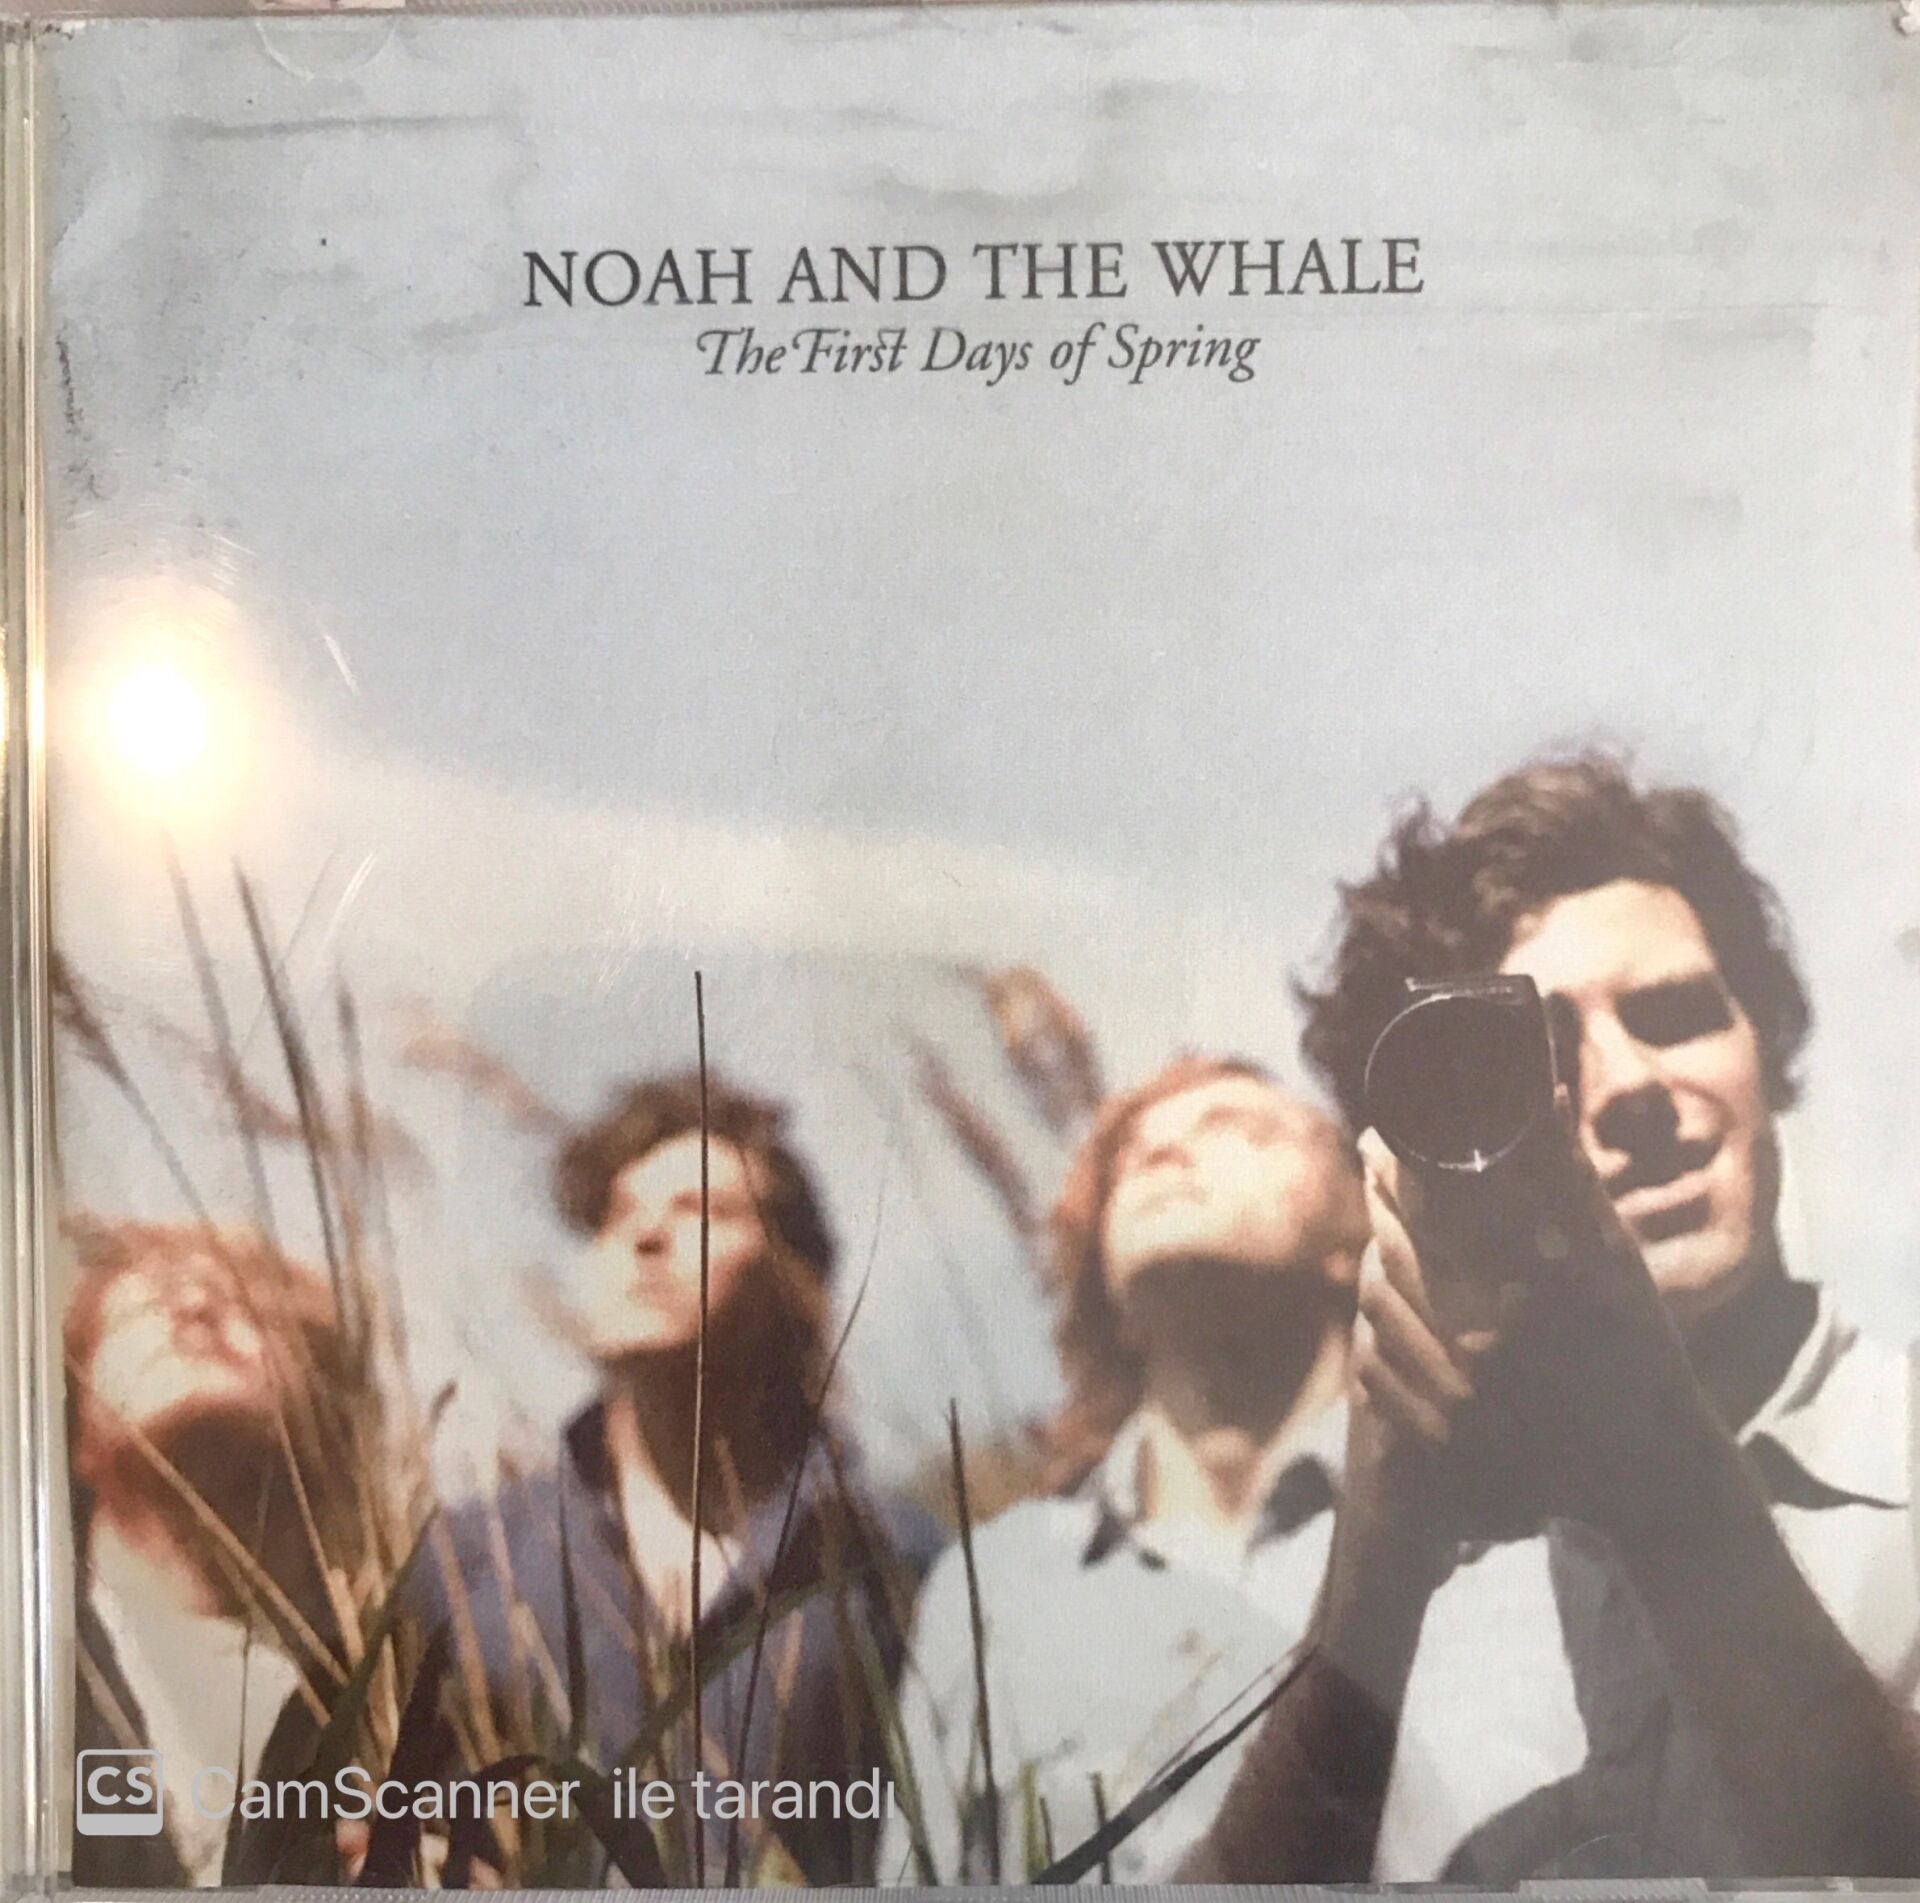 NOAH AND THE WHALE
The First Days of Spring
CS CamScanner ile tarandı